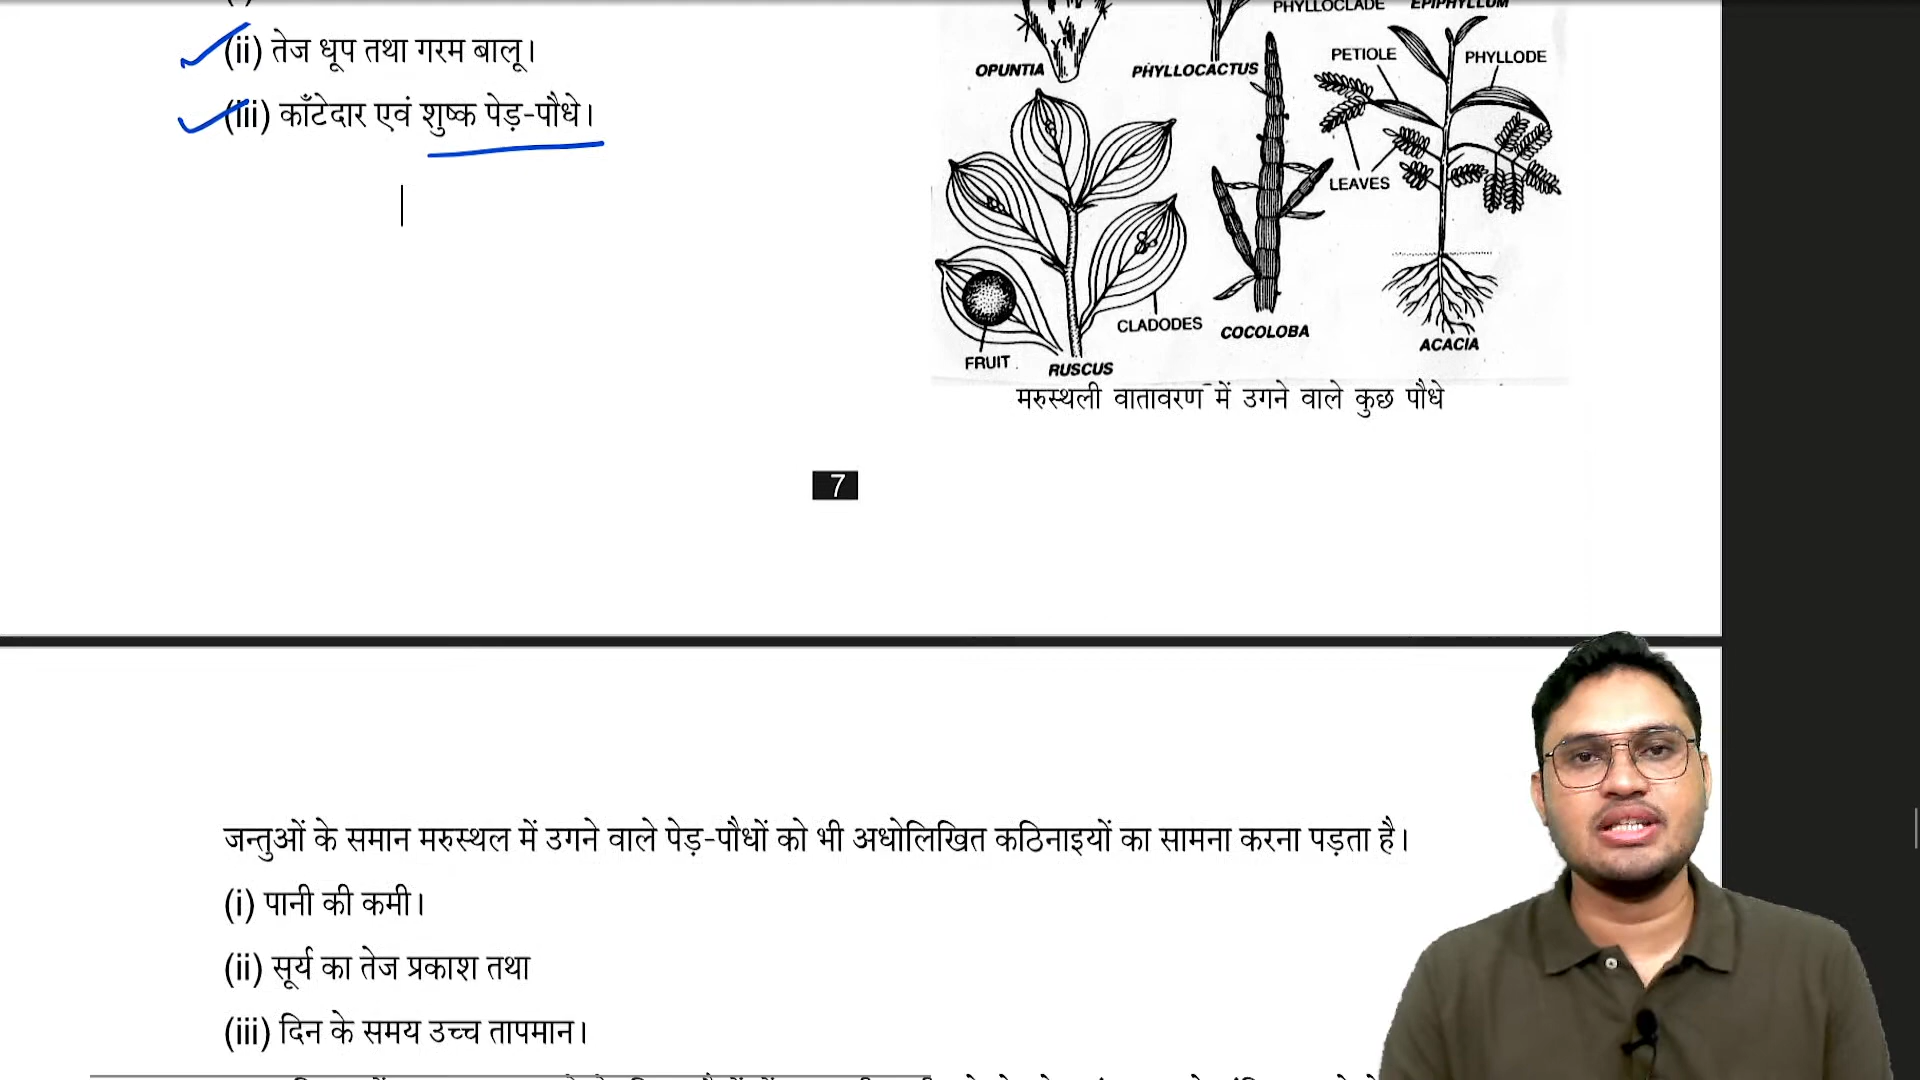 PHYLLOCLADE EPIPHYLLUM
(ii) तेज धूप तथा गरम बालू।
PETIOLE PHYLLODE
OPUNTIA PHYLLOCACTUS
(iii) काँटेदार एवं शुष्क पेड़-पौधे।
LEAVES
CLADODES COCOLOBA
ACACIA
FRUIT RUSCUS
मरुस्थली वातावरण में उगने वाले कुछ पौधे
7
जन्तुओं के समान मरुस्थल में उगने वाले पेड़-पौधों को भी अधोलिखित कठिनाइयों का सामना करना पड़ता है।
(i) पानी की कमी।
(ii) सूर्य का तेज प्रकाश तथा
(iii) दिन के समय उच्च तापमान।